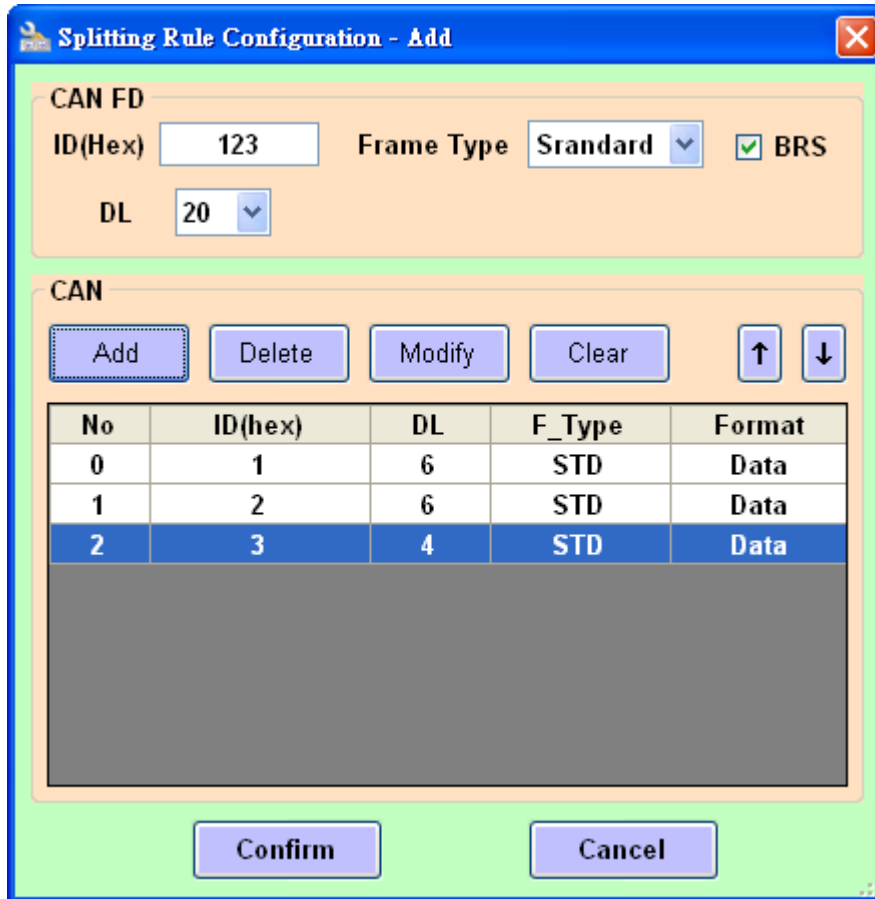 Splitting Rule Configuration - Add
CAN FD
ID(Hex) 123 Frame Type Srandard BRS
DL 20
CAN
Add Delete Modify Clear ↑ ↓
No ID(hex) DL F_Type Format
0 1 6 STD Data
1 2 6 STD Data
2 3 4 STD Data
Confirm Cancel